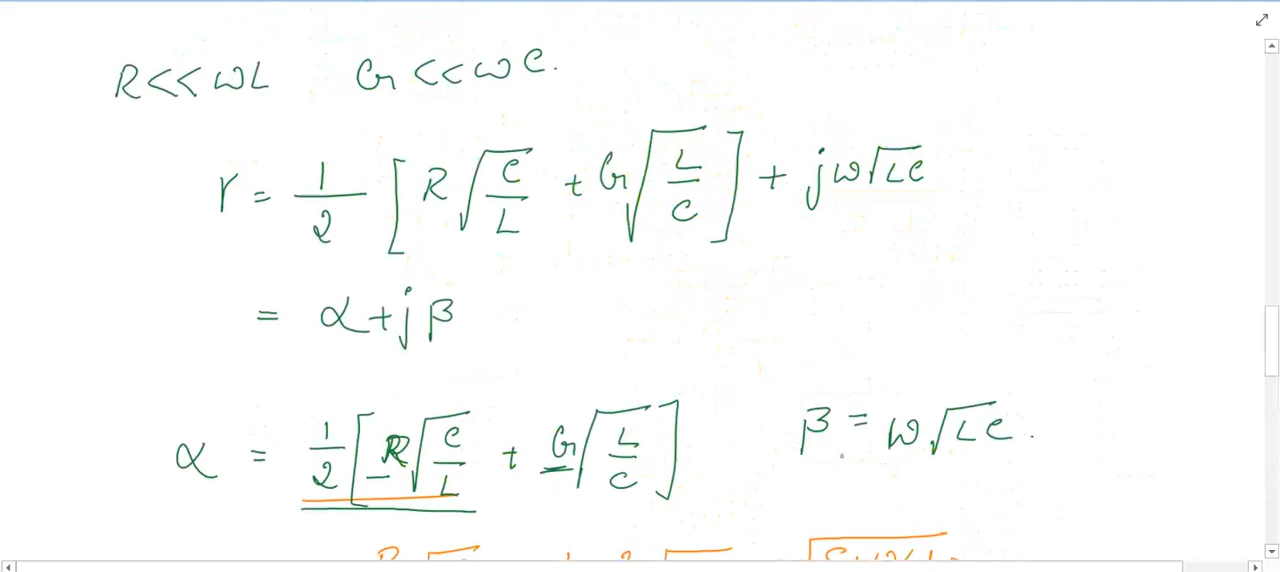 R<<ωL G<<ωC.
γ = 1/2 [R√(C/L) + G√(L/C)] + jω√LC
= α+jβ
α = 1/2 [R√(C/L) + G√(L/C)] β = ω√LC.